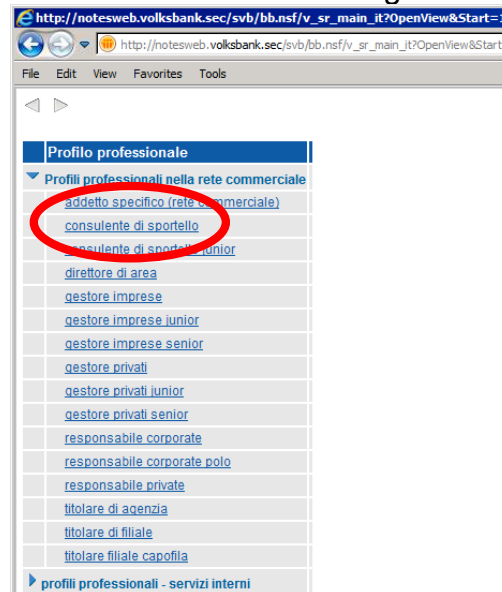 http://notesweb.volksbank.sec/svb/bb.nsf/v_sr_main_it?OpenView&Start=
http://notesweb.volksbank.sec/svb/bb.nsf/v_sr_main_it?OpenView&Start
File Edit View Favorites Tools
Profilo professionale
Profili professionali nella rete commerciale
addetto specifico (rete commerciale)
consulente di sportello
consulente di sportello junior
direttore di area
gestore imprese
gestore imprese junior
gestore imprese senior
gestore privati
gestore privati junior
gestore privati senior
responsabile corporate
responsabile corporate polo
responsabile private
titolare di agenzia
titolare di filiale
titolare filiale capofila
profili professionali - servizi interni